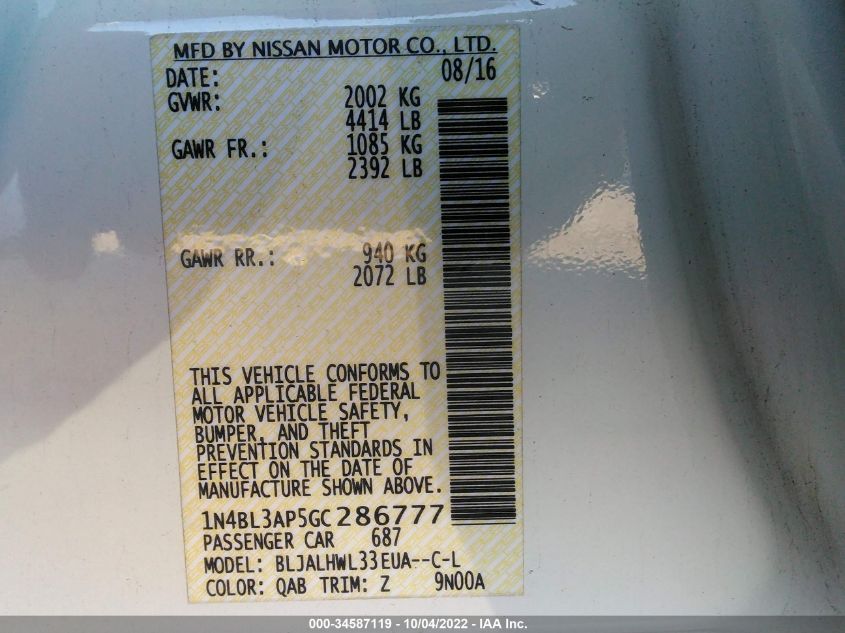 MFD BY NISSAN MOTOR CO., LTD.
DATE: 08/16
GVWR: 2002 KG
4414 LB
GAWR FR.: 1085 KG
2392 LB
GAWR RR.: 940 KG
2072 LB
THIS VEHICLE CONFORMS TO
ALL APPLICABLE FEDERAL
MOTOR VEHICLE SAFETY,
BUMPER, AND THEFT
PREVENTION STANDARDS IN
EFFECT ON THE DATE OF
MANUFACTURE SHOWN ABOVE.
1N4BL3AP5GC286777
PASSENGER CAR 687
MODEL: BLJALHWL33EUA--C-L
COLOR: QAB TRIM: Z 9N00A
000-34587119 - 10/04/2022 - IAA Inc.